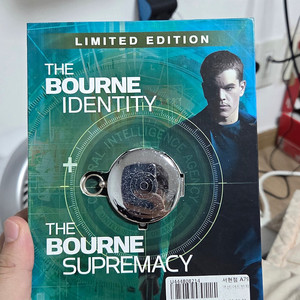 LIMITED EDITION
THE
BOURNE
IDENTITY
+
THE
BOURNE
SUPREMACY